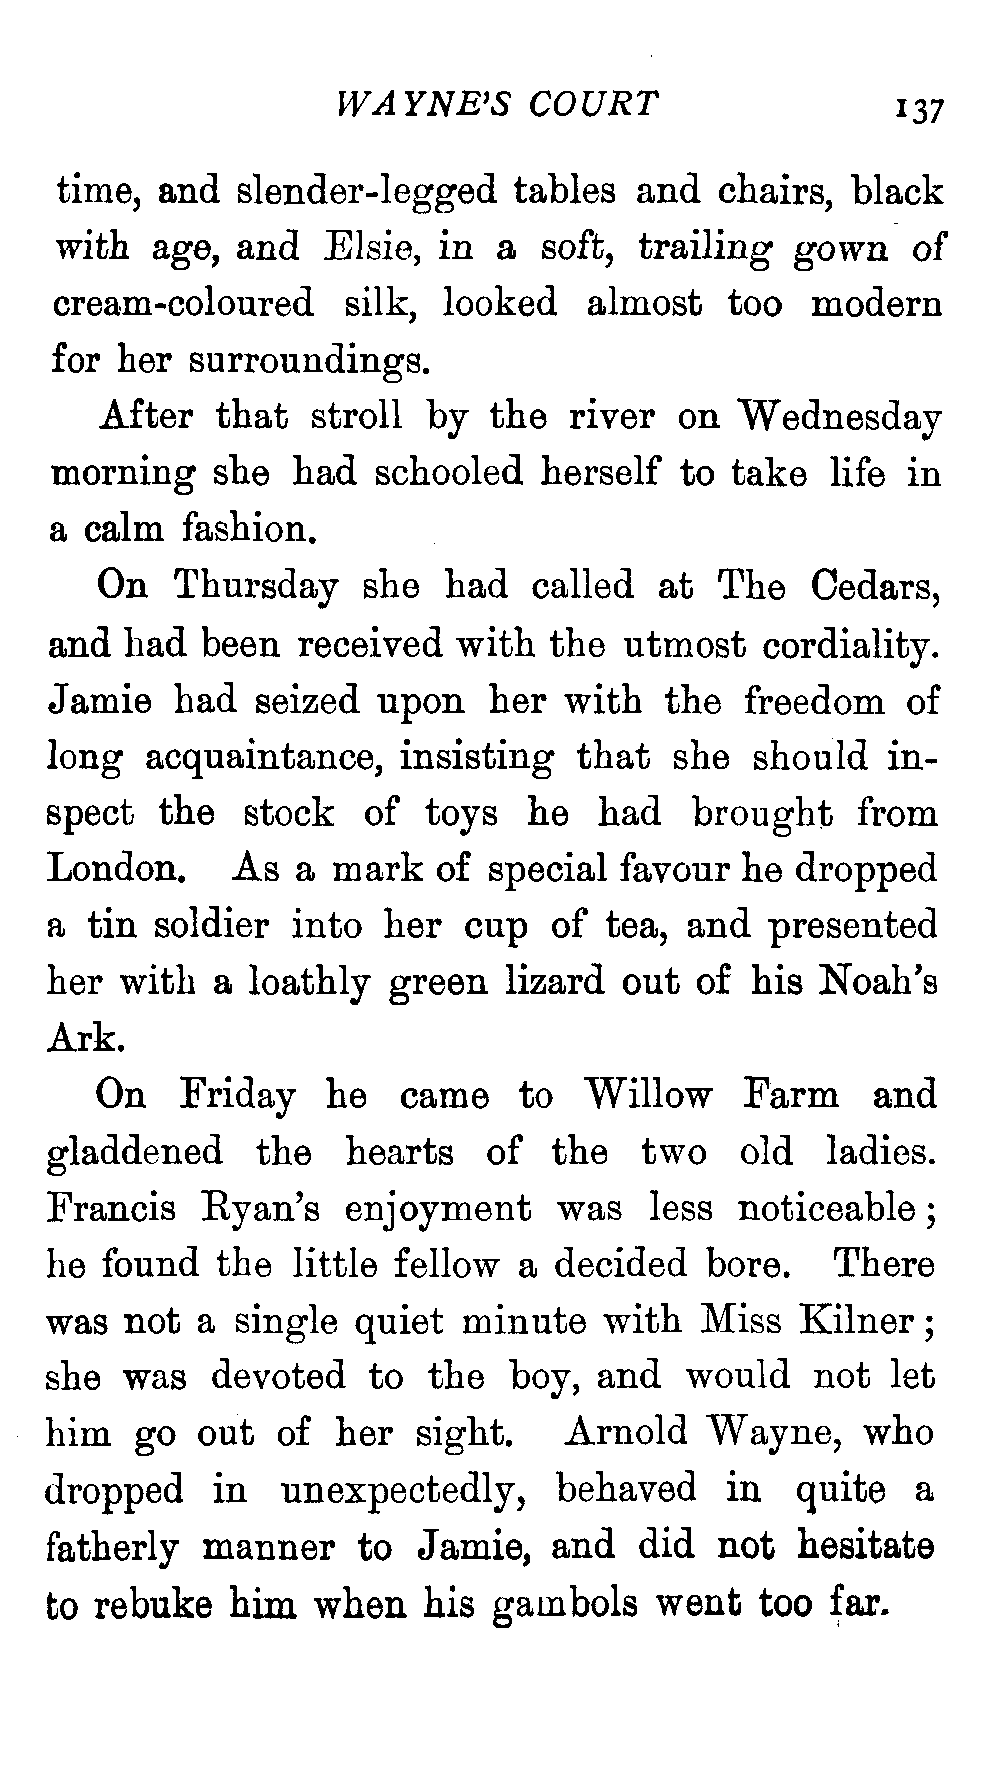 WAYNE'S COURT 137
time, and slender-legged tables and chairs, black
with age, and Elsie, in a soft, trailing gown of
cream-coloured silk, looked almost too modern
for her surroundings.
After that stroll by the river on Wednesday
morning she had schooled herself to take life in
a calm fashion.
On Thursday she had called at The Cedars,
and had been received with the utmost cordiality.
Jamie had seized upon her with the freedom of
long acquaintance, insisting that she should in-
spect the stock of toys he had brought from
London. As a mark of special favour he dropped
a tin soldier into her cup of tea, and presented
her with a loathly green lizard out of his Noah's
Ark.
On Friday he came to Willow Farm and
gladdened the hearts of the two old ladies.
Francis Ryan's enjoyment was less noticeable;
he found the little fellow a decided bore. There
was not a single quiet minute with Miss Kilner;
she was devoted to the boy, and would not let
him go out of her sight. Arnold Wayne, who
dropped in unexpectedly, behaved in quite a
fatherly manner to Jamie, and did not hesitate
to rebuke him when his gambols went too far.